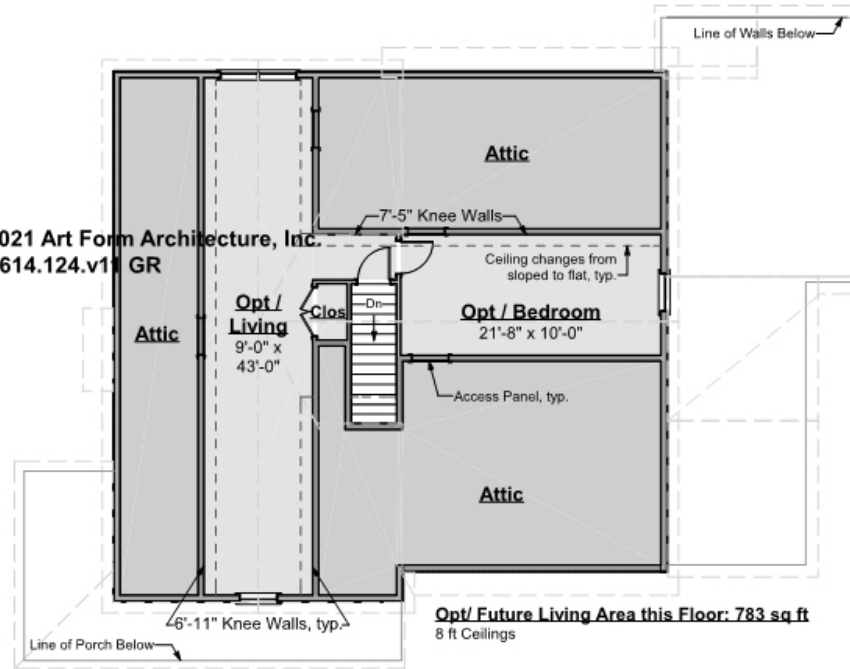 Line of Walls Below
Attic
7'-5" Knee Walls
021 Art Form Architecture, Inc.
614.124.v11 GR
Ceiling changes from
sloped to flat, typ.
Opt /
Living
9'-0" x
43'-0"
Clos
Dn
Opt / Bedroom
21'-8" x 10'-0"
Attic
Access Panel, typ.
Attic
6'-11" Knee Walls, typ.
Opt/ Future Living Area this Floor: 783 sq ft
8 ft Ceilings
Line of Porch Below